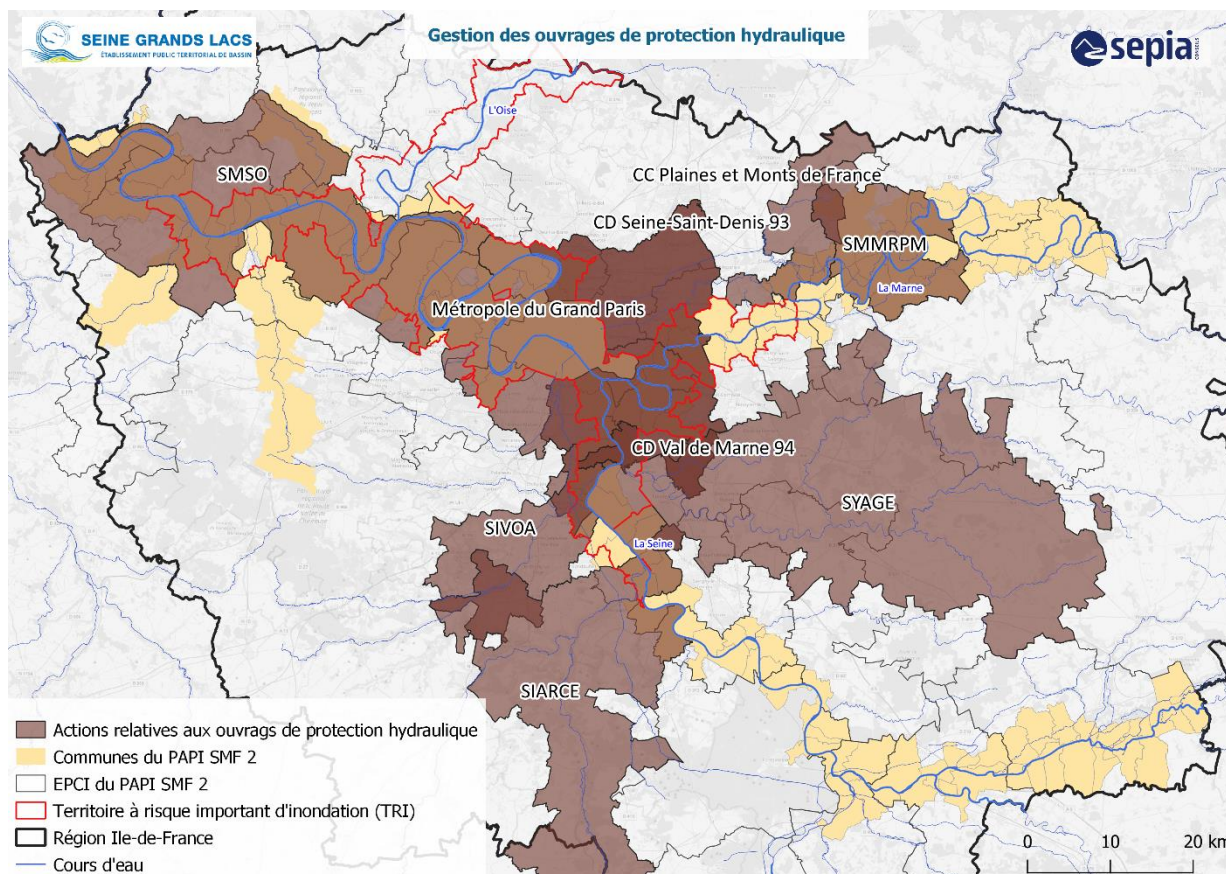 SEINE GRANDS LACS
ÉTABLISSEMENT PUBLIC TERRITORIAL DE BASSIN
Gestion des ouvrages de protection hydraulique
sepia
CONSEILS
L'Oise
SMSO
CC Plaines et Monts de France
CD Seine-Saint-Denis 93
SMMRPM
La Marne
Métropole du Grand Paris
CD Val de Marne 94
SYAGE
SIVOA
La Seine
SIARCE
Actions relatives aux ouvrags de protection hydraulique
Communes du PAPI SMF 2
EPCI du PAPI SMF 2
Territoire à risque important d'inondation (TRI)
Région Ile-de-France
Cours d'eau
0 10 20 km